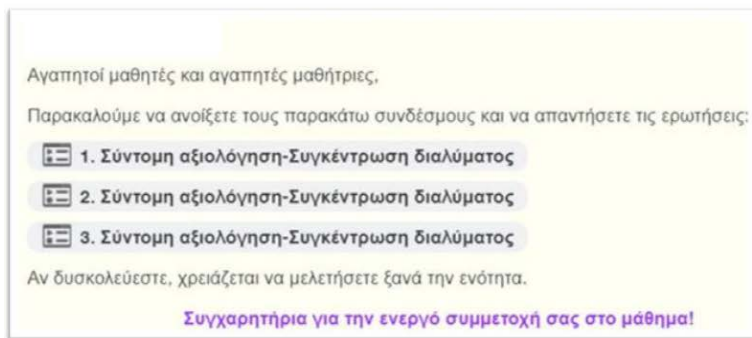 Αγαπητοί μαθητές και αγαπητές μαθήτριες,
Παρακαλούμε να ανοίξετε τους παρακάτω συνδέσμους και να απαντήσετε τις ερωτήσεις:
1. Σύντομη αξιολόγηση-Συγκέντρωση διαλύματος
2. Σύντομη αξιολόγηση-Συγκέντρωση διαλύματος
3. Σύντομη αξιολόγηση-Συγκέντρωση διαλύματος
Αν δυσκολεύεστε, χρειάζεται να μελετήσετε ξανά την ενότητα.
Συγχαρητήρια για την ενεργό συμμετοχή σας στο μάθημα!